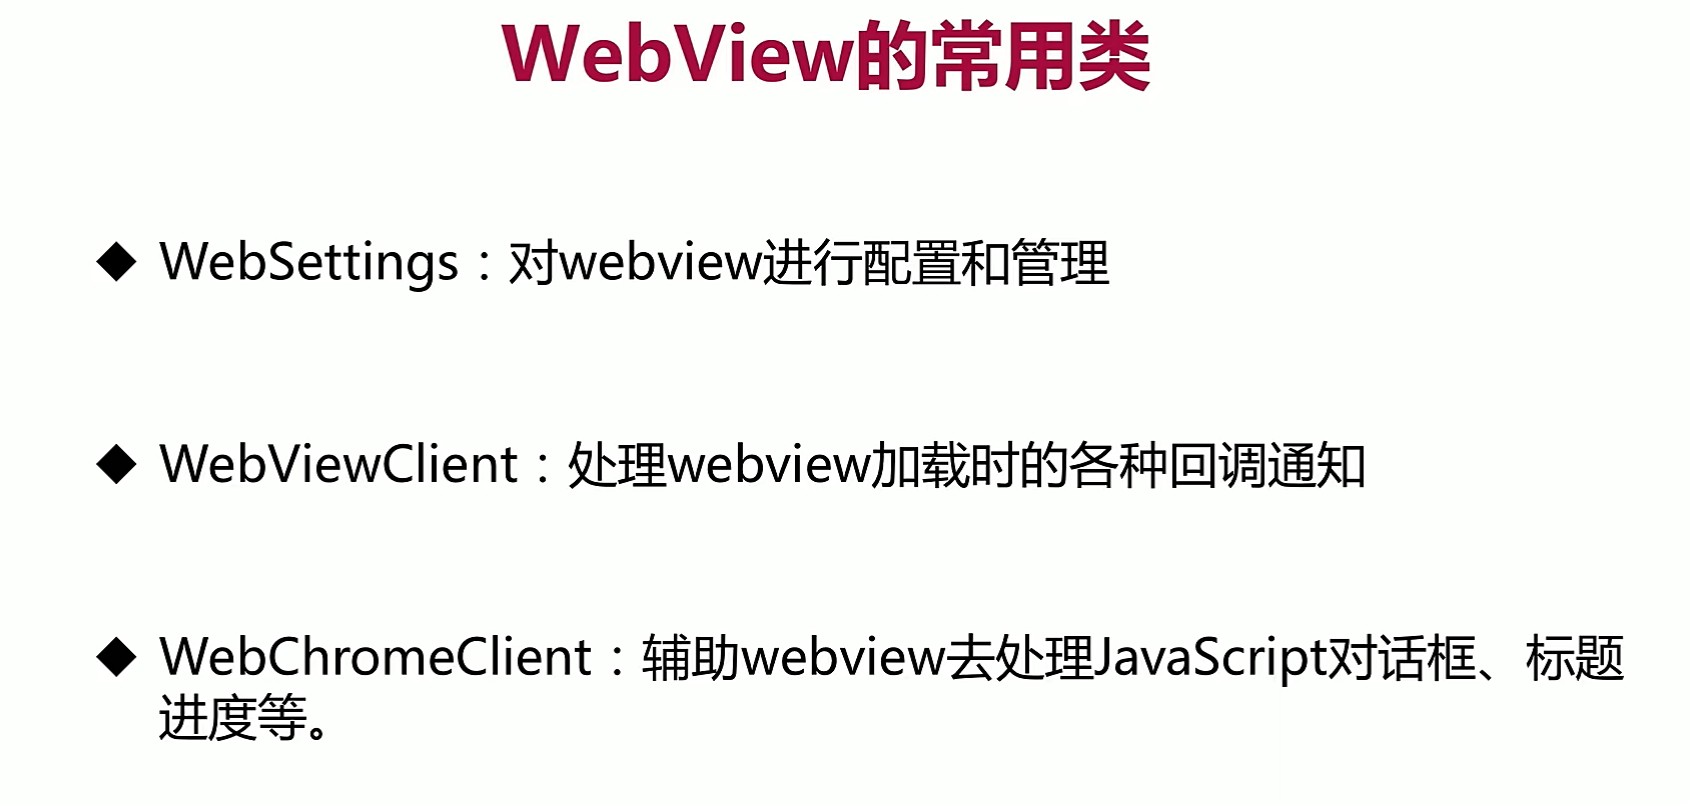 WebView的常用类
◆ WebSettings：对webview进行配置和管理
◆ WebViewClient：处理webview加载时的各种回调通知
◆ WebChromeClient：辅助webview去处理JavaScript对话框、标题
进度等。